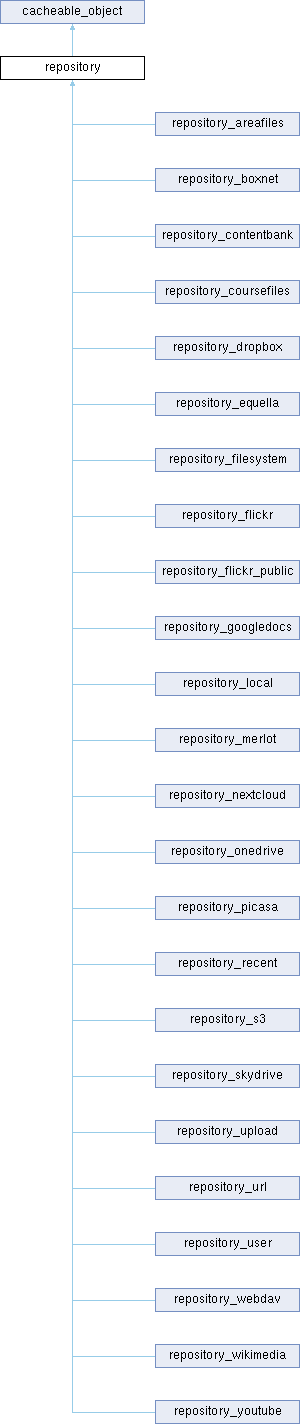 cacheable_object
repository
repository_areafiles
repository_boxnet
repository_contentbank
repository_coursefiles
repository_dropbox
repository_equella
repository_filesystem
repository_flickr
repository_flickr_public
repository_googledocs
repository_local
repository_merlot
repository_nextcloud
repository_onedrive
repository_picasa
repository_recent
repository_s3
repository_skydrive
repository_upload
repository_url
repository_user
repository_webdav
repository_wikimedia
repository_youtube